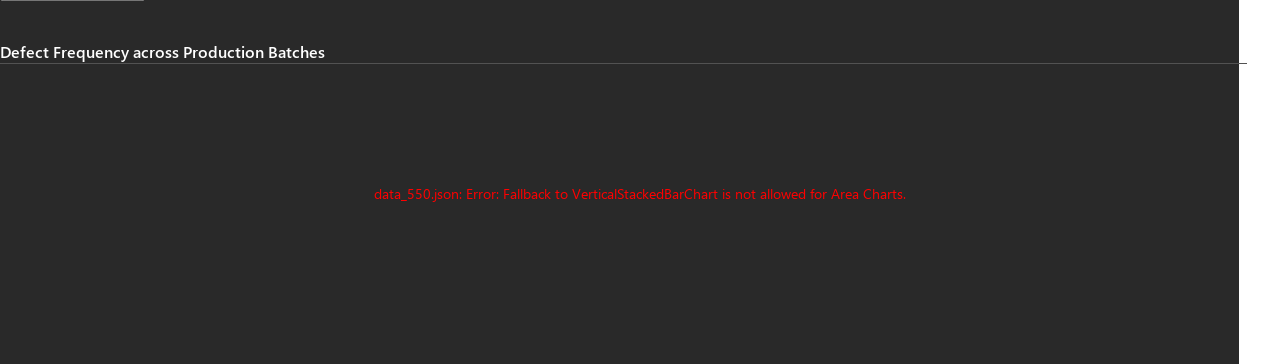 Defect Frequency across Production Batches
data_550.json: Error: Fallback to VerticalStackedBarChart is not allowed for Area Charts.